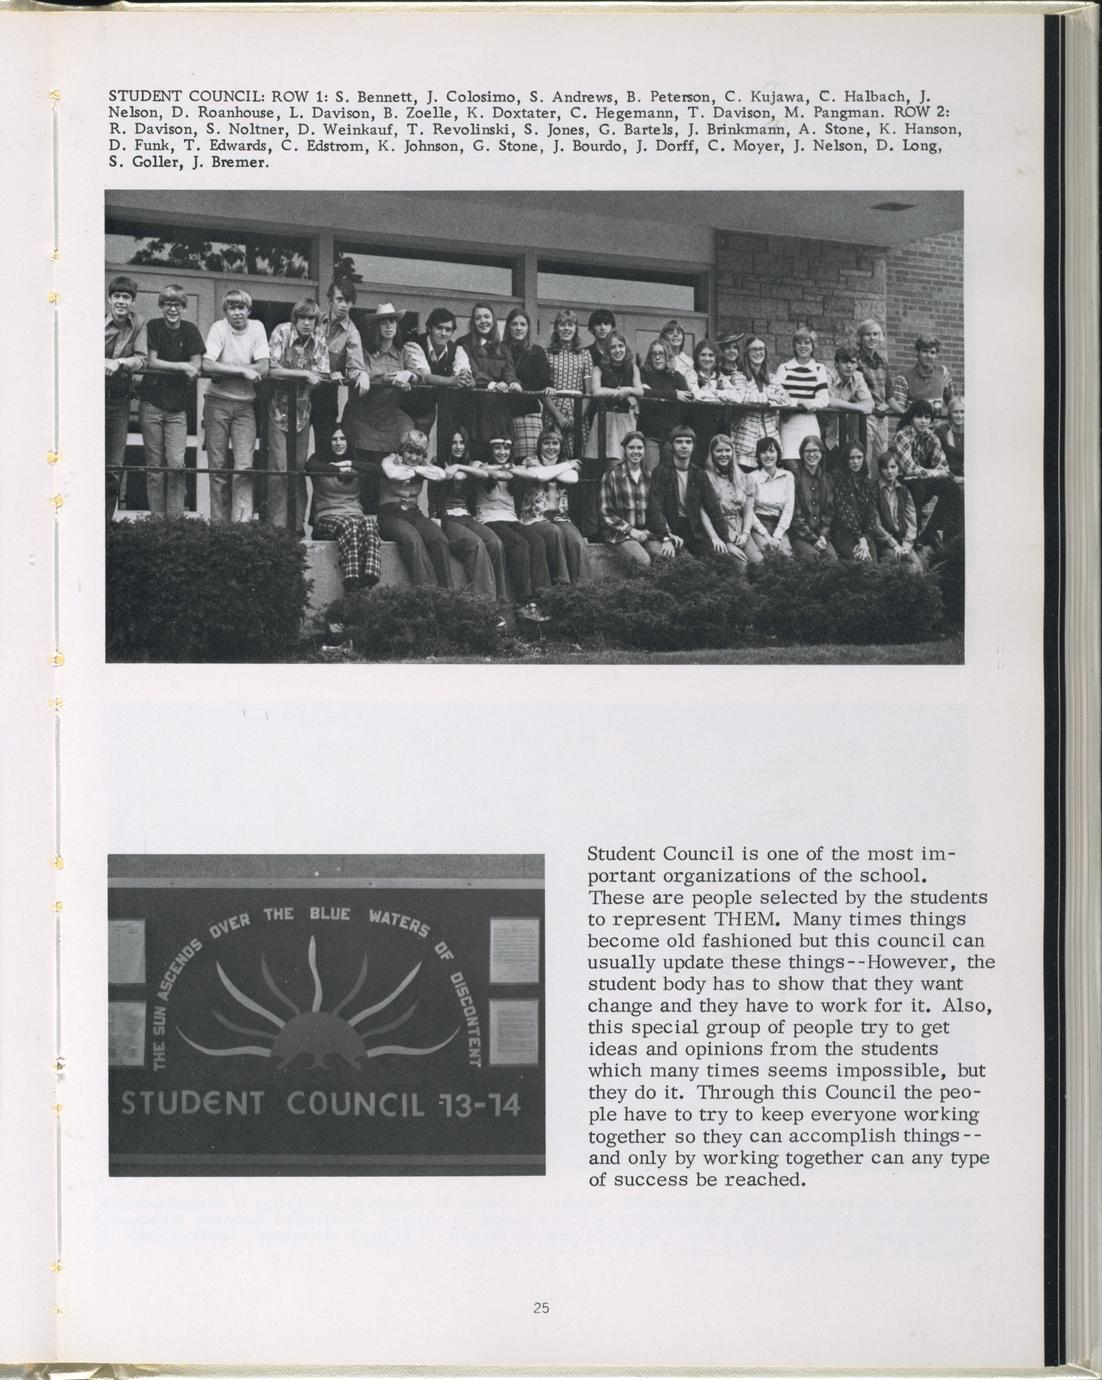 STUDENT COUNCIL: ROW 1: S. Bennett, J. Colosimo, S. Andrews, B. Peterson, C. Kujawa, C. Halbach, J.
Nelson, D. Roanhouse, L. Davison, B. Zoelle, K. Doxtater, C. Hegemann, T. Davison, M. Pangman. ROW 2:
R. Davison, S. Noltner, D. Weinkauf, T. Revolinski, S. Jones, G. Bartels, J. Brinkmann, A. Stone, K. Hanson,
D. Funk, T. Edwards, C. Edstrom, K. Johnson, G. Stone, J. Bourdo, J. Dorff, C. Moyer, J. Nelson, D. Long,
S. Goller, J. Bremer.
THE SUN ASCENDS OVER THE BLUE WATERS OF DISCONTENT
STUDENT COUNCIL 73-74
Student Council is one of the most im-
portant organizations of the school.
These are people selected by the students
to represent THEM. Many times things
become old fashioned but this council can
usually update these things--However, the
student body has to show that they want
change and they have to work for it. Also,
this special group of people try to get
ideas and opinions from the students
which many times seems impossible, but
they do it. Through this Council the peo-
ple have to try to keep everyone working
together so they can accomplish things--
and only by working together can any type
of success be reached.
25